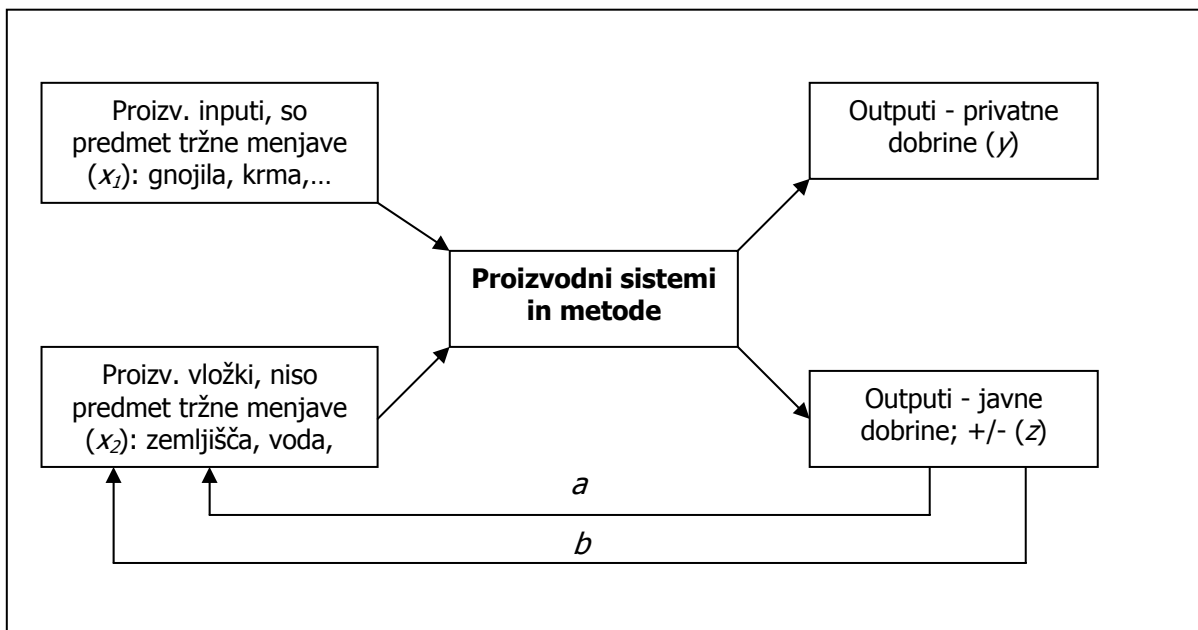 Proizv. inputi, so
predmet tržne menjave
(x₁): gnojila, krma,...
Outputi - privatne
dobrine (y)
Proizvodni sistemi
in metode
Proizv. vložki, niso
predmet tržne menjave
(x₂): zemljišča, voda,
Outputi - javne
dobrine; +/- (z)
a
b